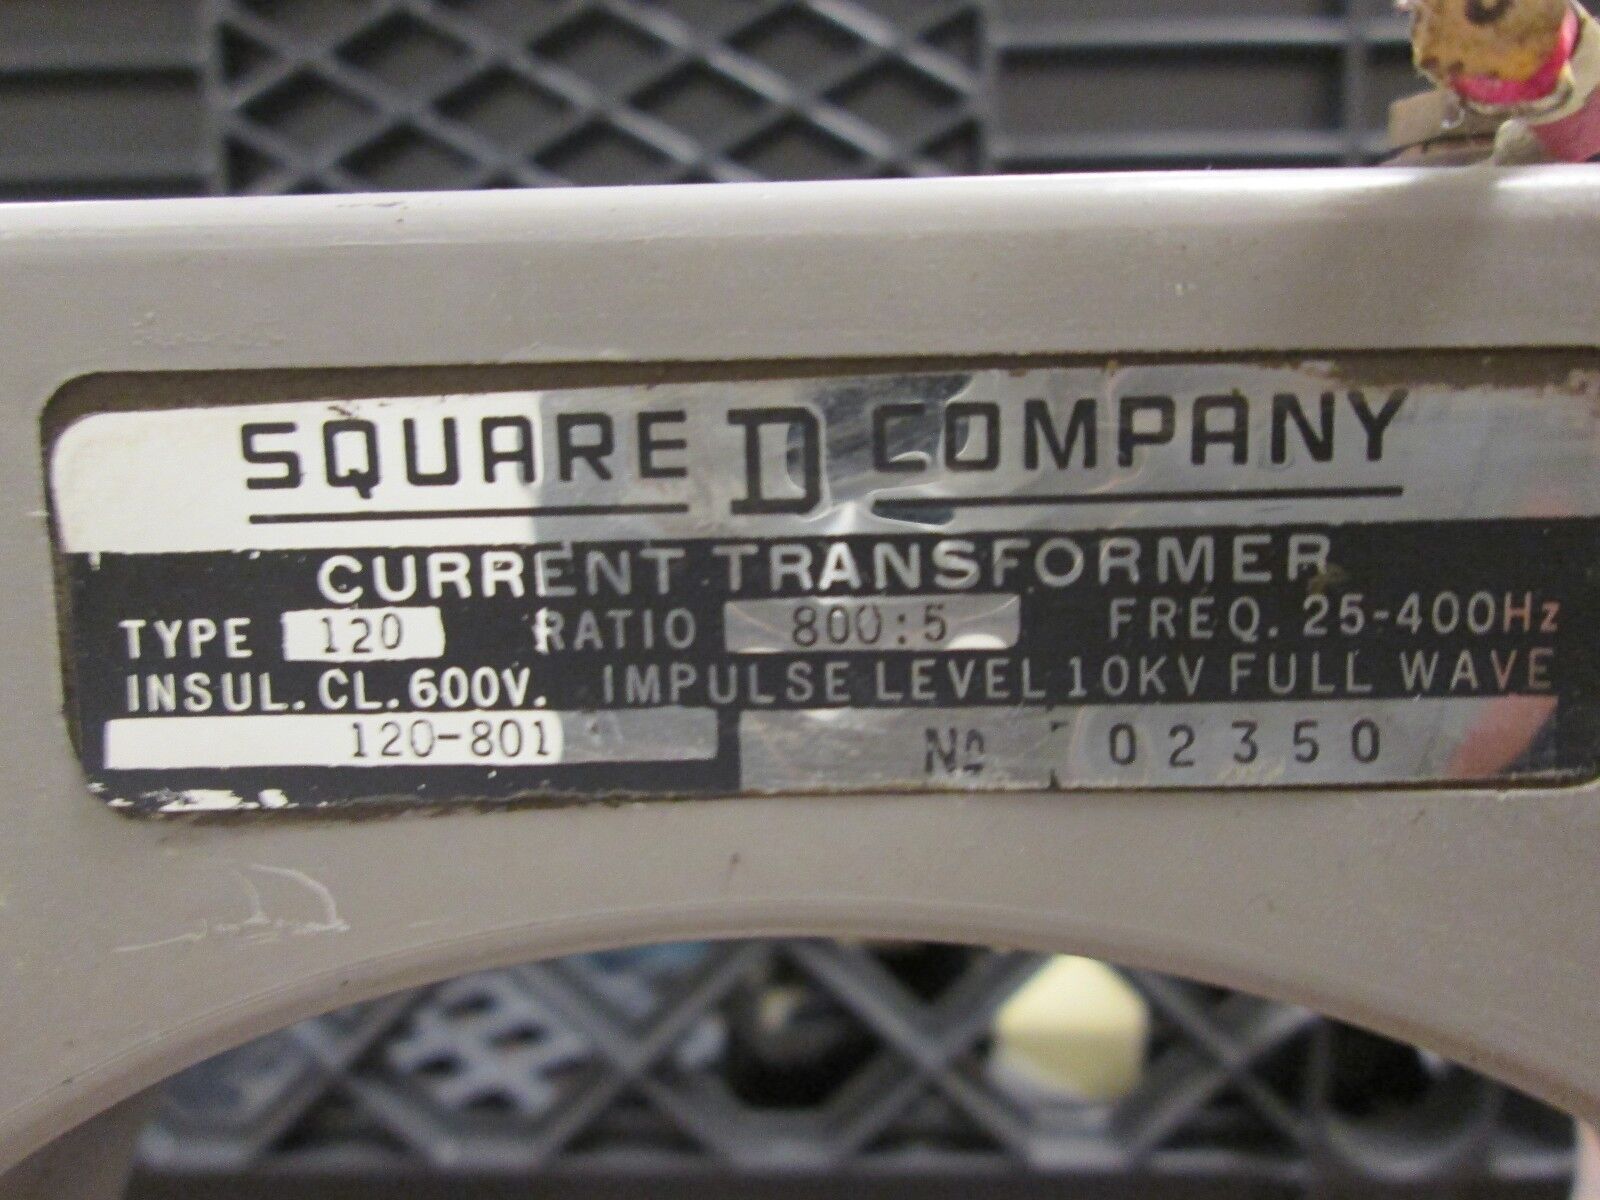 SQUARE D COMPANY
CURRENT TRANSFORMER
TYPE 120 RATIO 800:5 FREQ. 25-400Hz
INSUL. CL. 600V. IMPULSE LEVEL 10KV FULL WAVE
120-801 No 02350